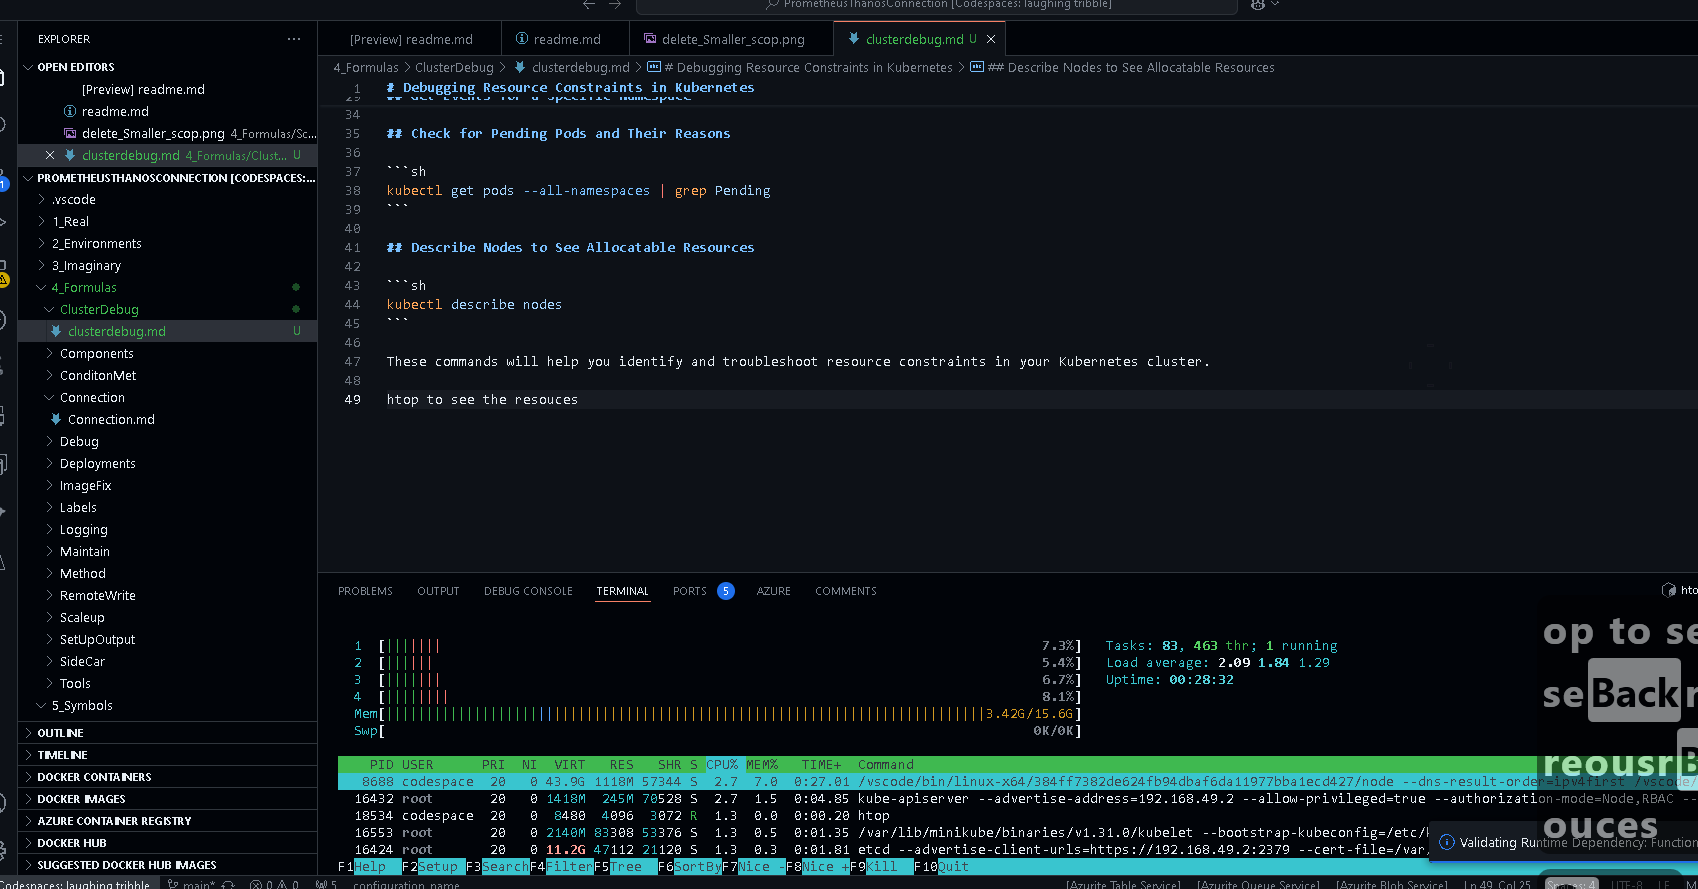 PrometheusThanosConnection [Codespaces: laughing tribble]
EXPLORER
[Preview] readme.md
readme.md
delete_Smaller_scop.png
clusterdebug.md U
4_Formulas > ClusterDebug > clusterdebug.md > # Debugging Resource Constraints in Kubernetes > ## Describe Nodes to See Allocatable Resources
OPEN EDITORS
[Preview] readme.md
readme.md
delete_Smaller_scop.png 4_Formulas/Sc...
clusterdebug.md 4_Formulas/Clust... U
PROMETHEUSTHANOSCONNECTION [CODESPACES:...
.vscode
1_Real
2_Environments
3_Imaginary
4_Formulas
ClusterDebug
clusterdebug.md U
Components
ConditonMet
Connection
Connection.md
Debug
Deployments
ImageFix
Labels
Logging
Maintain
Method
RemoteWrite
Scaleup
SetUpOutput
SideCar
Tools
5_Symbols
OUTLINE
TIMELINE
DOCKER CONTAINERS
DOCKER IMAGES
AZURE CONTAINER REGISTRY
DOCKER HUB
SUGGESTED DOCKER HUB IMAGES
1 # Debugging Resource Constraints in Kubernetes
29 ## Get Events for a Specific Namespace
34
35 ## Check for Pending Pods and Their Reasons
36
37 ```sh
38 kubectl get pods --all-namespaces | grep Pending
39 ```
40
41 ## Describe Nodes to See Allocatable Resources
42
43 ```sh
44 kubectl describe nodes
45 ```
46
47 These commands will help you identify and troubleshoot resource constraints in your Kubernetes cluster.
48
49 htop to see the resouces
PROBLEMS OUTPUT DEBUG CONSOLE TERMINAL PORTS 5 AZURE COMMENTS
hto
1 [||||||| 7.3%] Tasks: 83, 463 thr; 1 running
2 [|||||| 5.4%] Load average: 2.09 1.84 1.29
3 [||||||| 6.7%] Uptime: 00:28:32
4 [|||||||| 8.1%]
Mem[ 3.42G/15.6G]
Swp[ 0K/0K]
PID USER PRI NI VIRT RES SHR S CPU% MEM% TIME+ Command
8688 codespace 20 0 43.9G 1118M 57344 S 2.7 7.0 0:27.01 /vscode/bin/linux-x64/384ff7382de624fb94dbaf6da11977bba1ecd427/node --dns-result-order=ipv4first /vscode/
16432 root 20 0 1418M 245M 70528 S 2.7 1.5 0:04.85 kube-apiserver --advertise-address=192.168.49.2 --allow-privileged=true --authorization-mode=Node,RBAC --
18534 codespace 20 0 8480 4096 3072 R 1.3 0.0 0:00.20 htop
16553 root 20 0 2140M 83308 53376 S 1.3 0.5 0:01.35 /var/lib/minikube/binaries/v1.31.0/kubelet --bootstrap-kubeconfig=/etc/
16424 root 20 0 11.2G 47112 21120 S 1.3 0.3 0:01.81 etcd --advertise-client-urls=https://192.168.49.2:2379 --cert-file=/var/
F1Help F2Setup F3SearchF4FilterF5Tree F6SortByF7Nice -F8Nice +F9Kill F10Quit
op to se
seBack
reousr
ouces
Validating Runtime Dependency: Function
Codespaces: laughing tribble main* 0 0 5 configuration_name
[Azurite Table Service] [Azurite Queue Service] [Azurite Blob Service] Ln 49, Col 25 Spaces: 4 UTF-8 LF